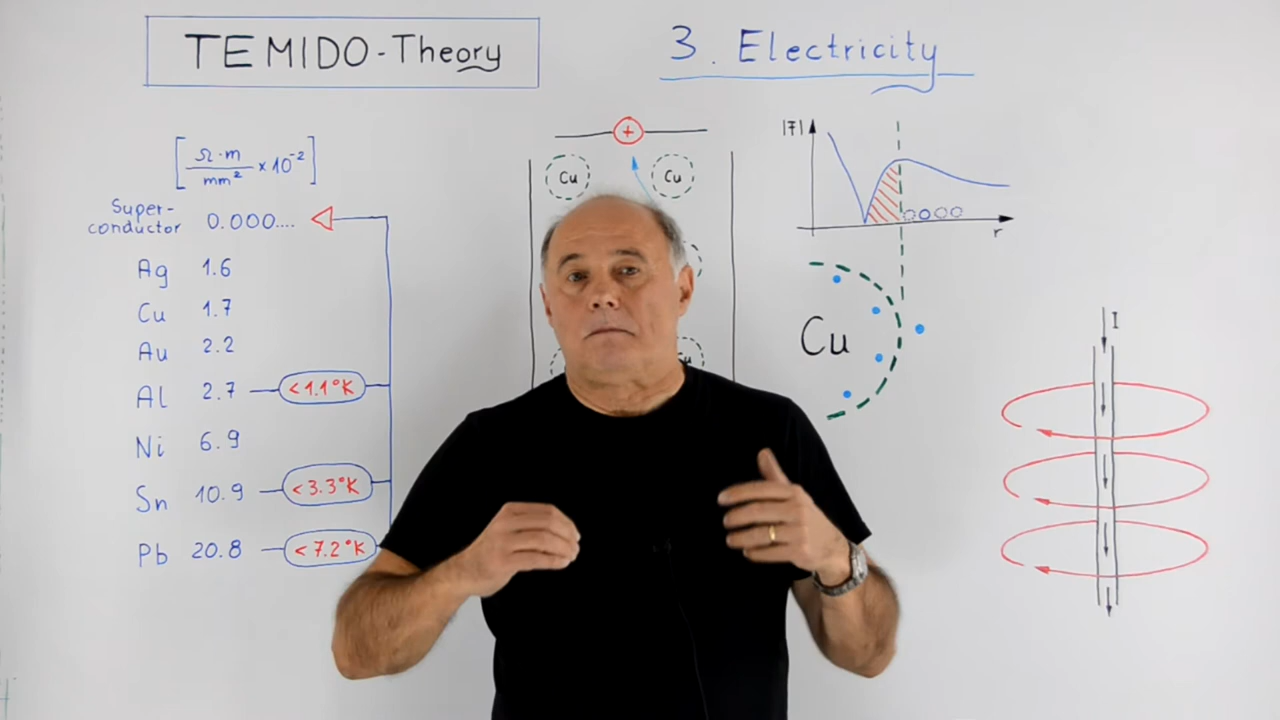 TEMIDO-Theory
3. Electricity
[Ω·m/mm² ×10⁻²]
Super-
conductor 0.000....
Ag 1.6
Cu 1.7
Au 2.2
Al 2.7 <1.1°K
Ni 6.9
Sn 10.9 <3.3°K
Pb 20.8 <7.2°K
+
Cu Cu
Cu
|F|
r
Cu
I